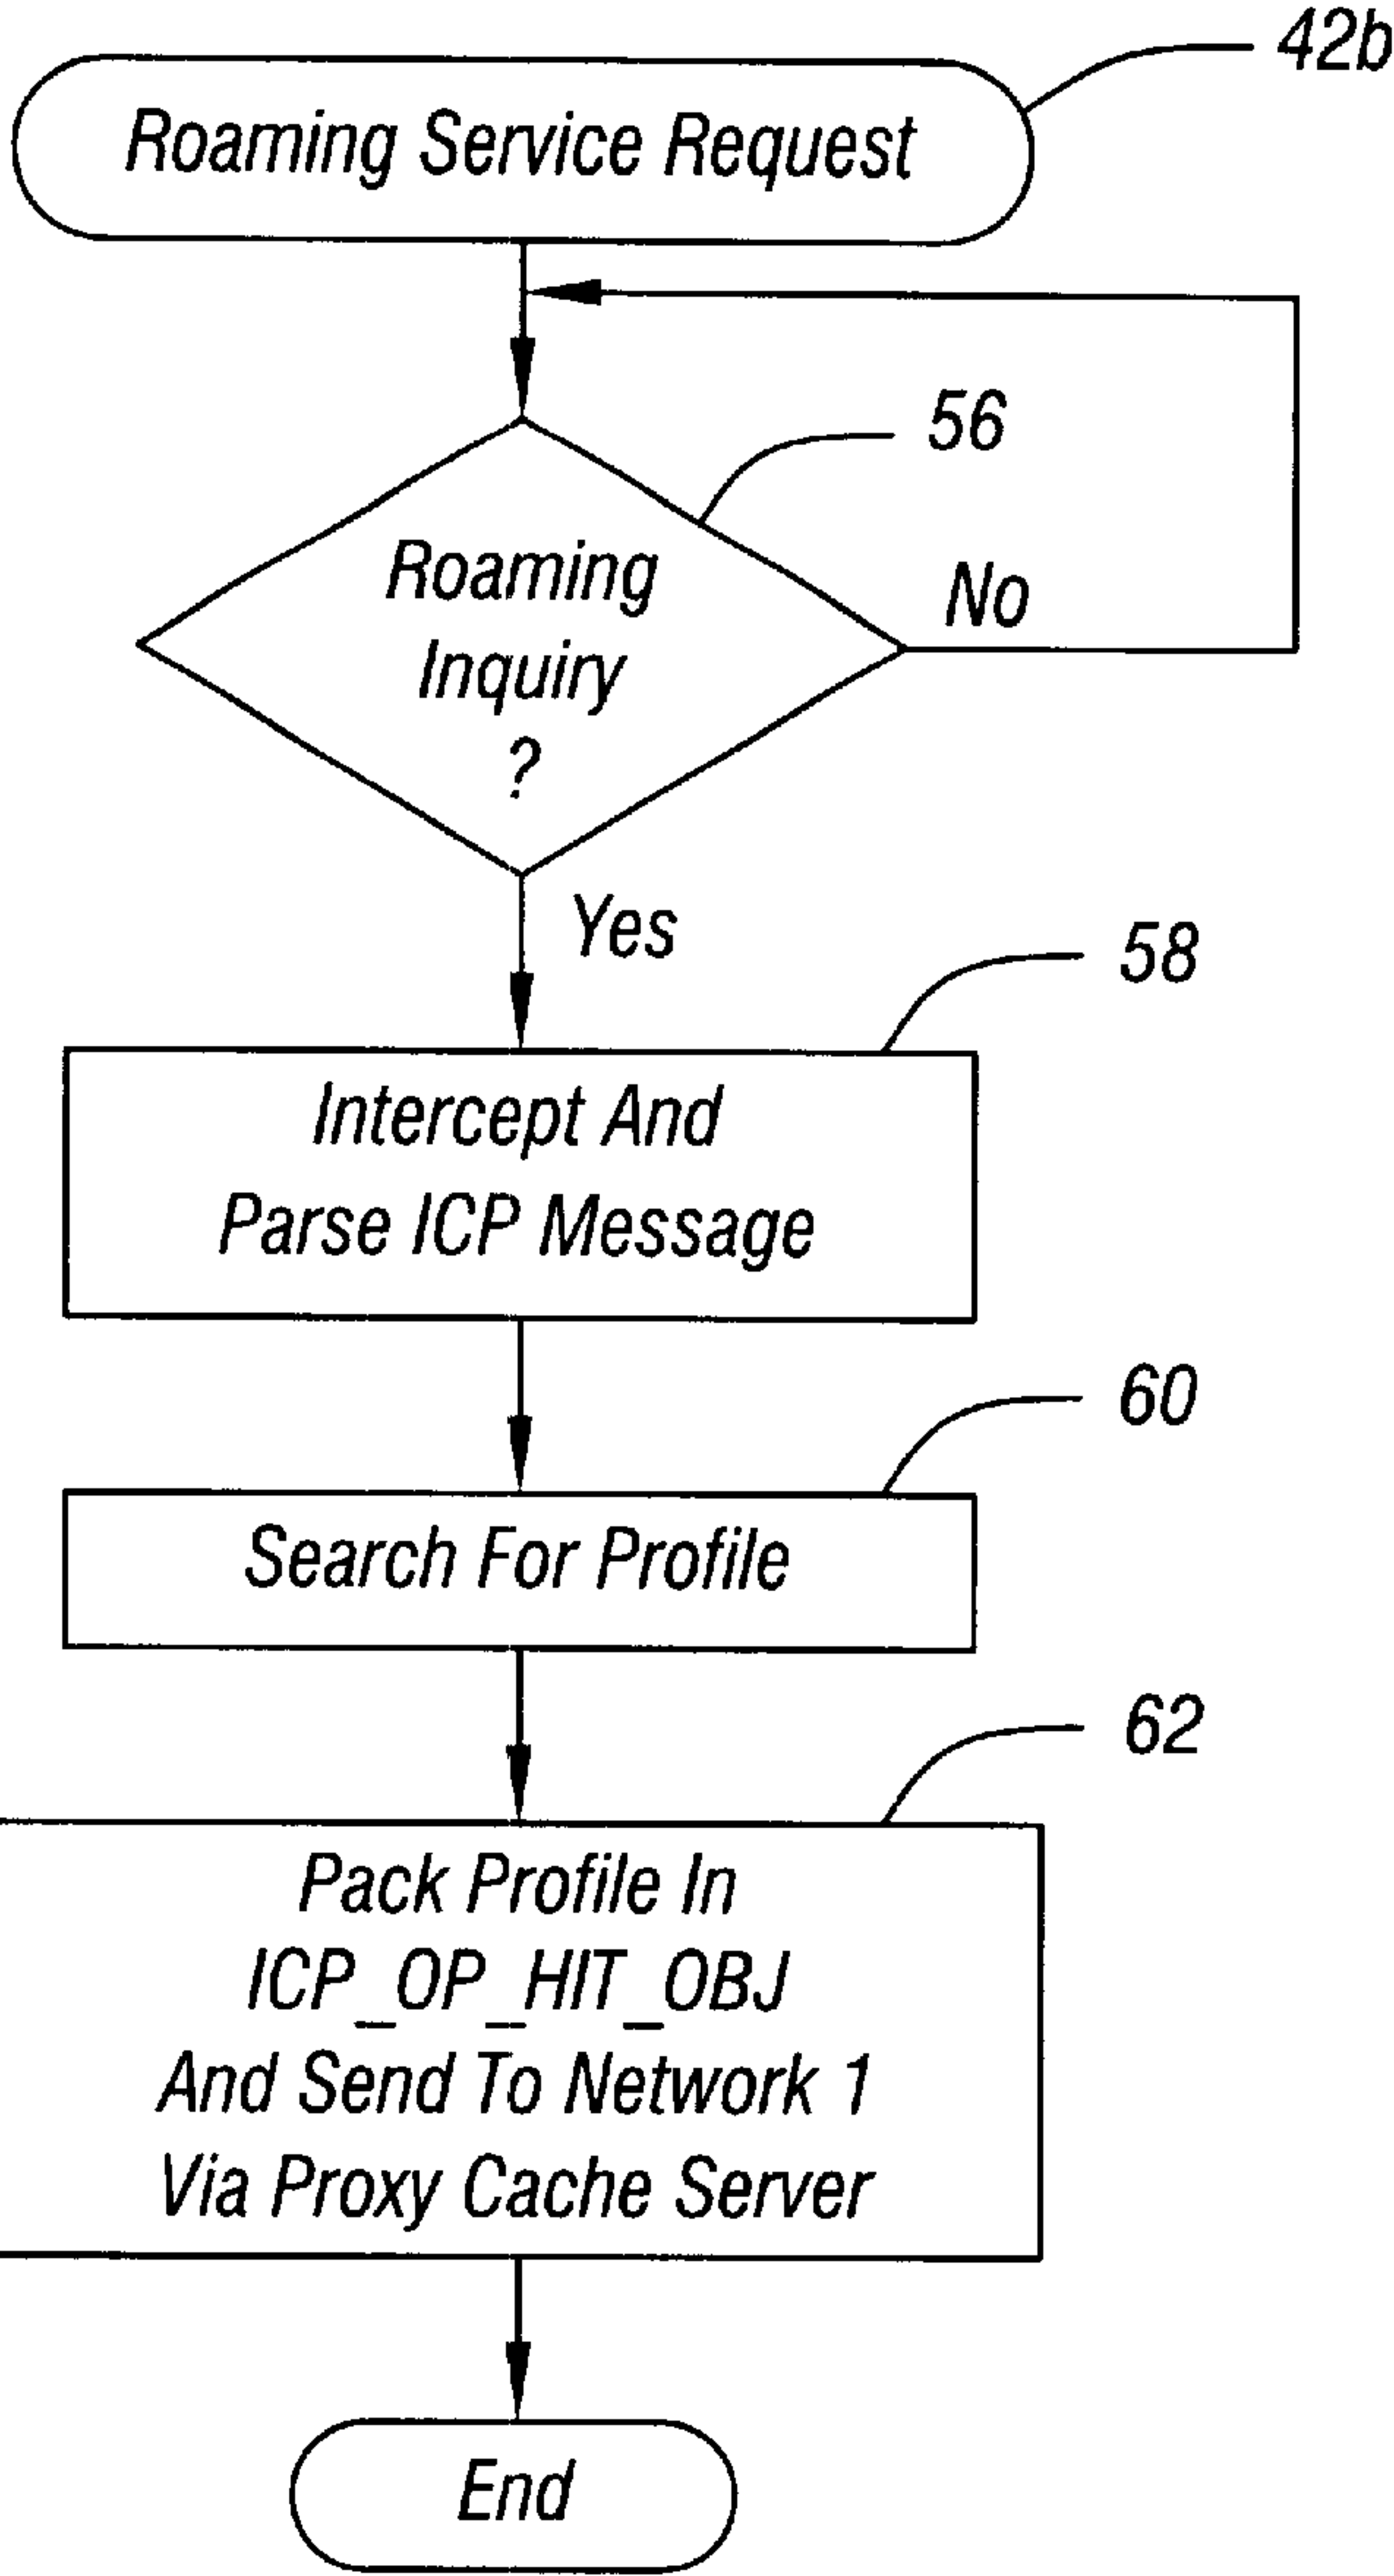 42b
Roaming Service Request
56
Roaming
Inquiry
?
No
Yes
58
Intercept And
Parse ICP Message
60
Search For Profile
62
Pack Profile In
ICP_OP_HIT_OBJ
And Send To Network 1
Via Proxy Cache Server
End